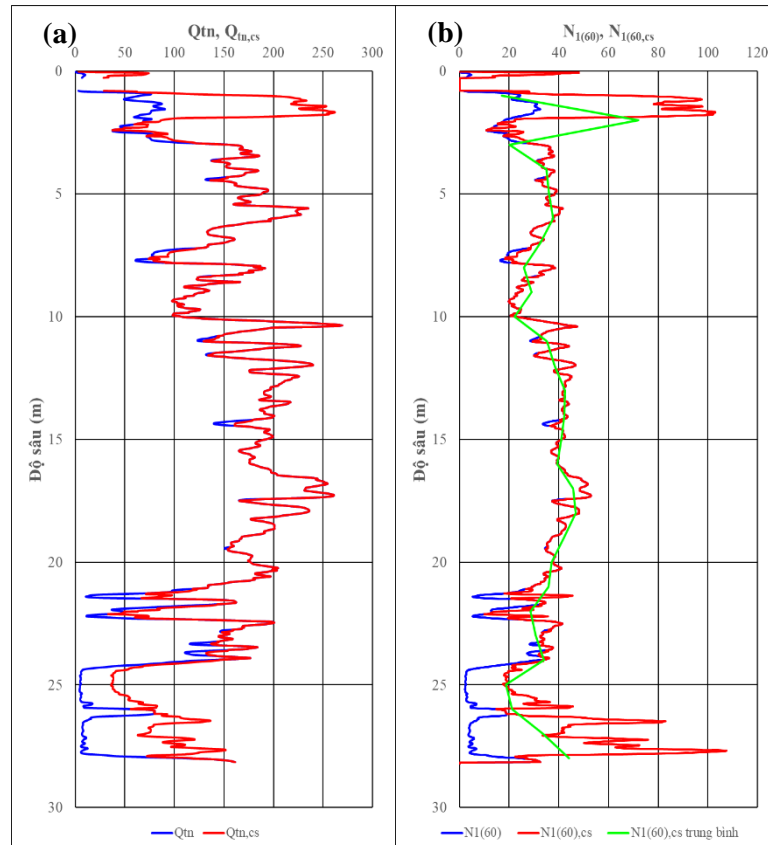 (a)
Qtn, Qtn,cs
0 50 100 150 200 250 300
0
5
10
15
20
25
30
Độ sâu (m)
Qtn Qtn,cs
(b)
N1(60), N1(60,cs
0 20 40 60 80 100 120
0
5
10
15
20
25
30
Độ sâu (m)
N1(60) N1(60),cs N1(60),cs trung bình